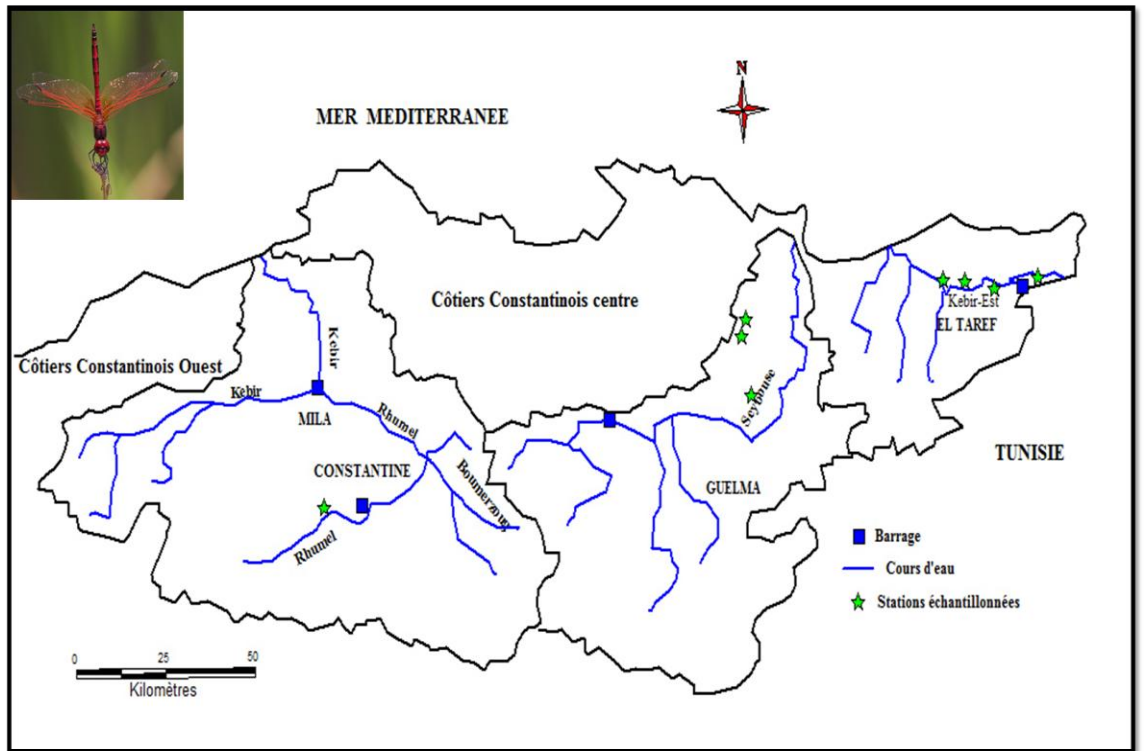 N
MER MEDITERRANEE
Côtiers Constantinois centre
Kebir-Est
EL TAREF
Côtiers Constantinois Ouest
Kebir
Kebir
Seybouse
Rhumel
MILA
TUNISIE
CONSTANTINE
Boumerzoug
GUELMA
Rhumel
Barrage
Cours d'eau
Stations échantillonnées
0 25 50
Kilomètres